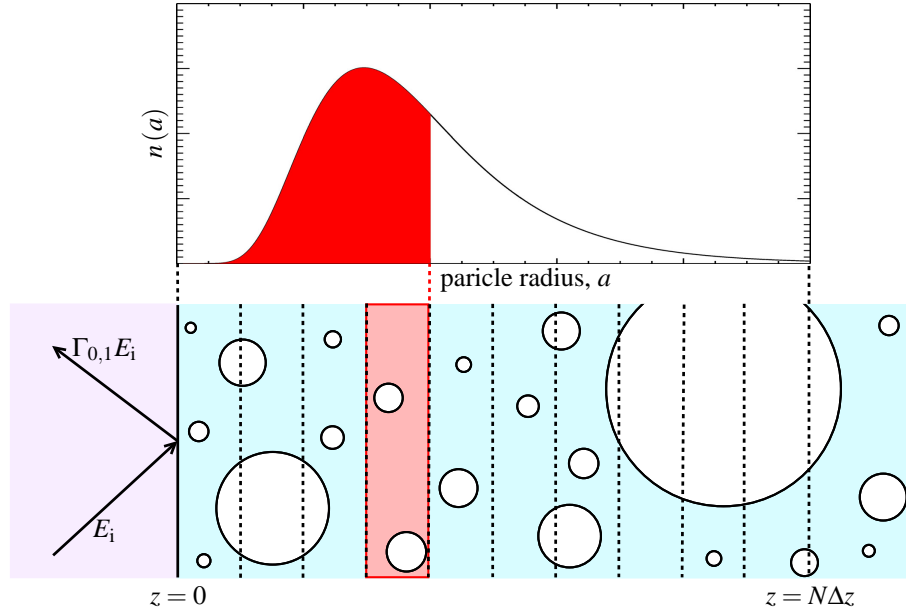 n(a)
paricle radius, a
Γ0,1Ei
Ei
z = 0
z = NΔz